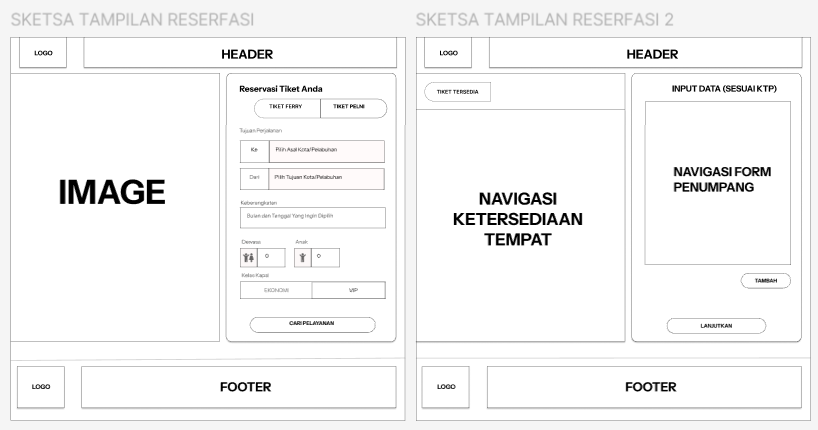 SKETSA TAMPILAN RESERFASI
LOGO
HEADER
IMAGE
Reservasi Tiket Anda
TIKET FERRY
TIKET PELNI
Tujuan Perjalanan
Ke
Pilih Asal Kota/Pelabuhan
Dari
Pilih Tujuan Kota/Pelabuhan
Keberangkatan
Bulan dan Tanggal Yang Ingin Dipilih
Dewasa
Anak
0
0
Kelas Kapal
EKONOMI
VIP
CARI PELAYANAN
LOGO
FOOTER
SKETSA TAMPILAN RESERFASI 2
LOGO
HEADER
TIKET TERSEDIA
NAVIGASI
KETERSEDIAAN
TEMPAT
INPUT DATA (SESUAI KTP)
NAVIGASI FORM
PENUMPANG
TAMBAH
LANJUTKAN
LOGO
FOOTER